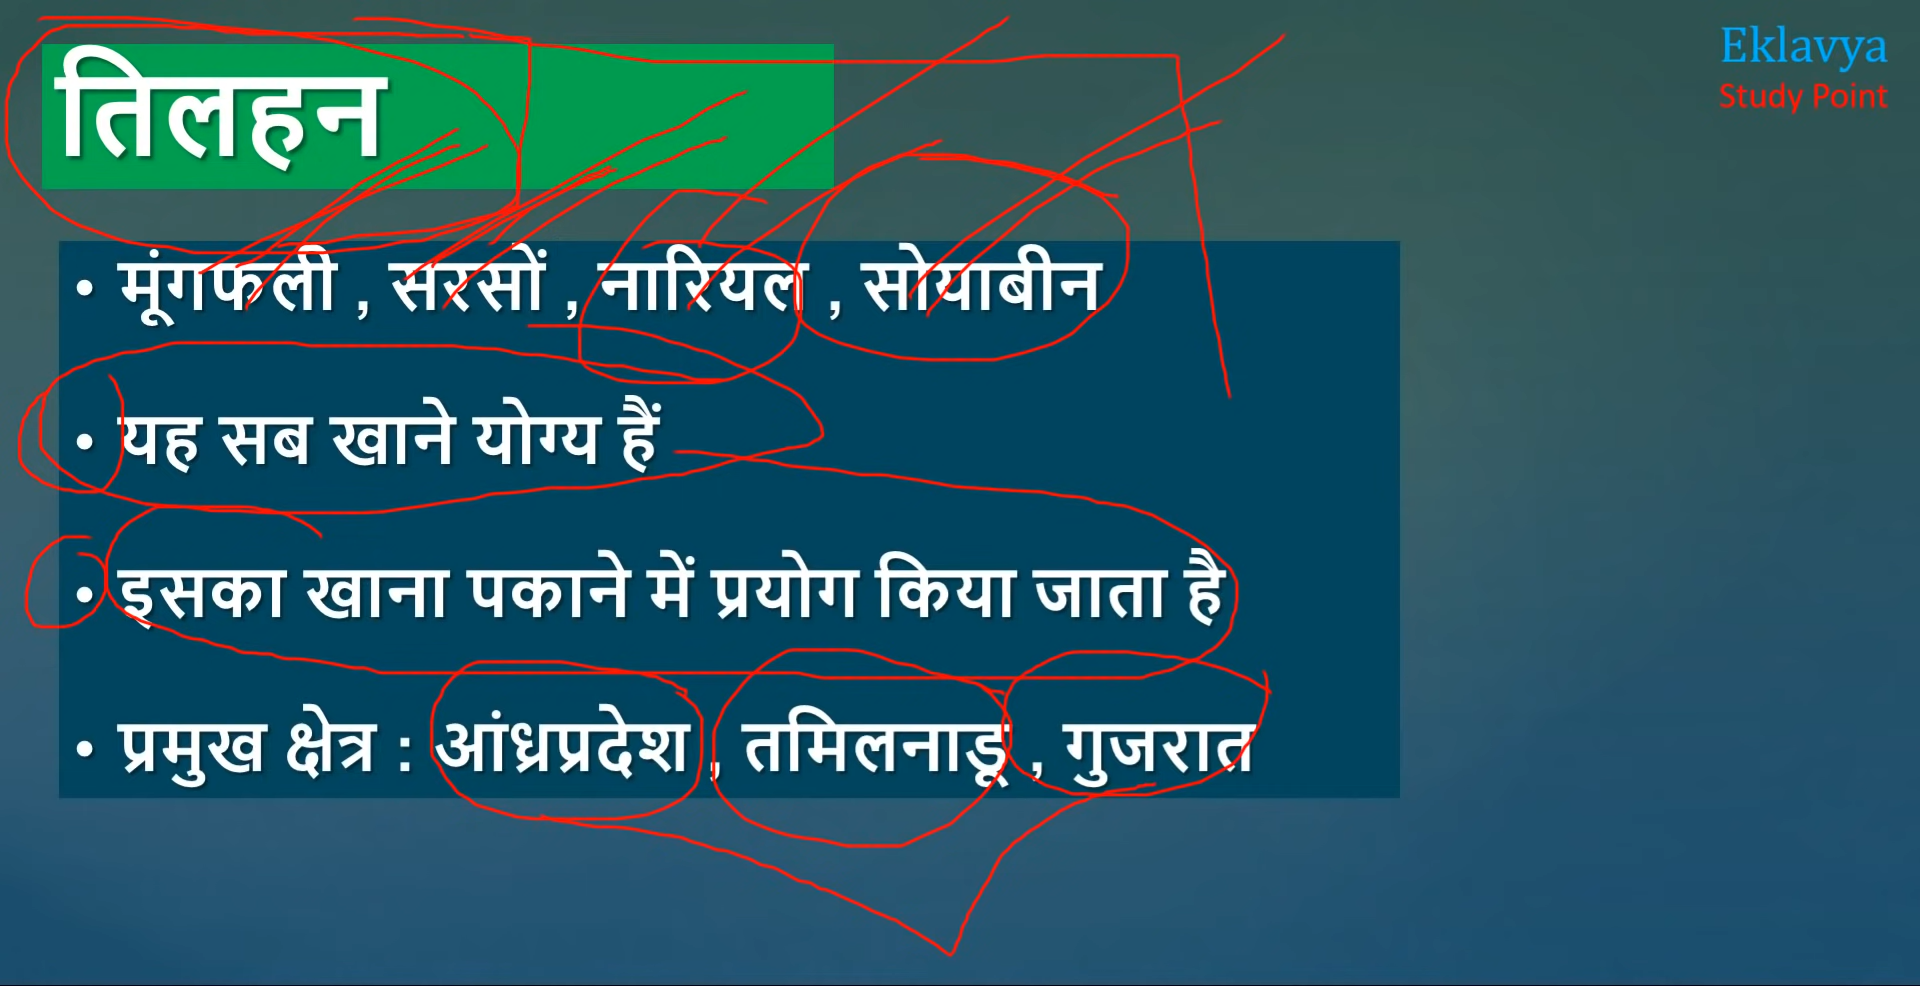 Eklavya
Study Point
तिलहन
• मूंगफली , सरसों , नारियल , सोयाबीन
• यह सब खाने योग्य हैं
• इसका खाना पकाने में प्रयोग किया जाता है
• प्रमुख क्षेत्र : आंध्रप्रदेश , तमिलनाडू , गुजरात